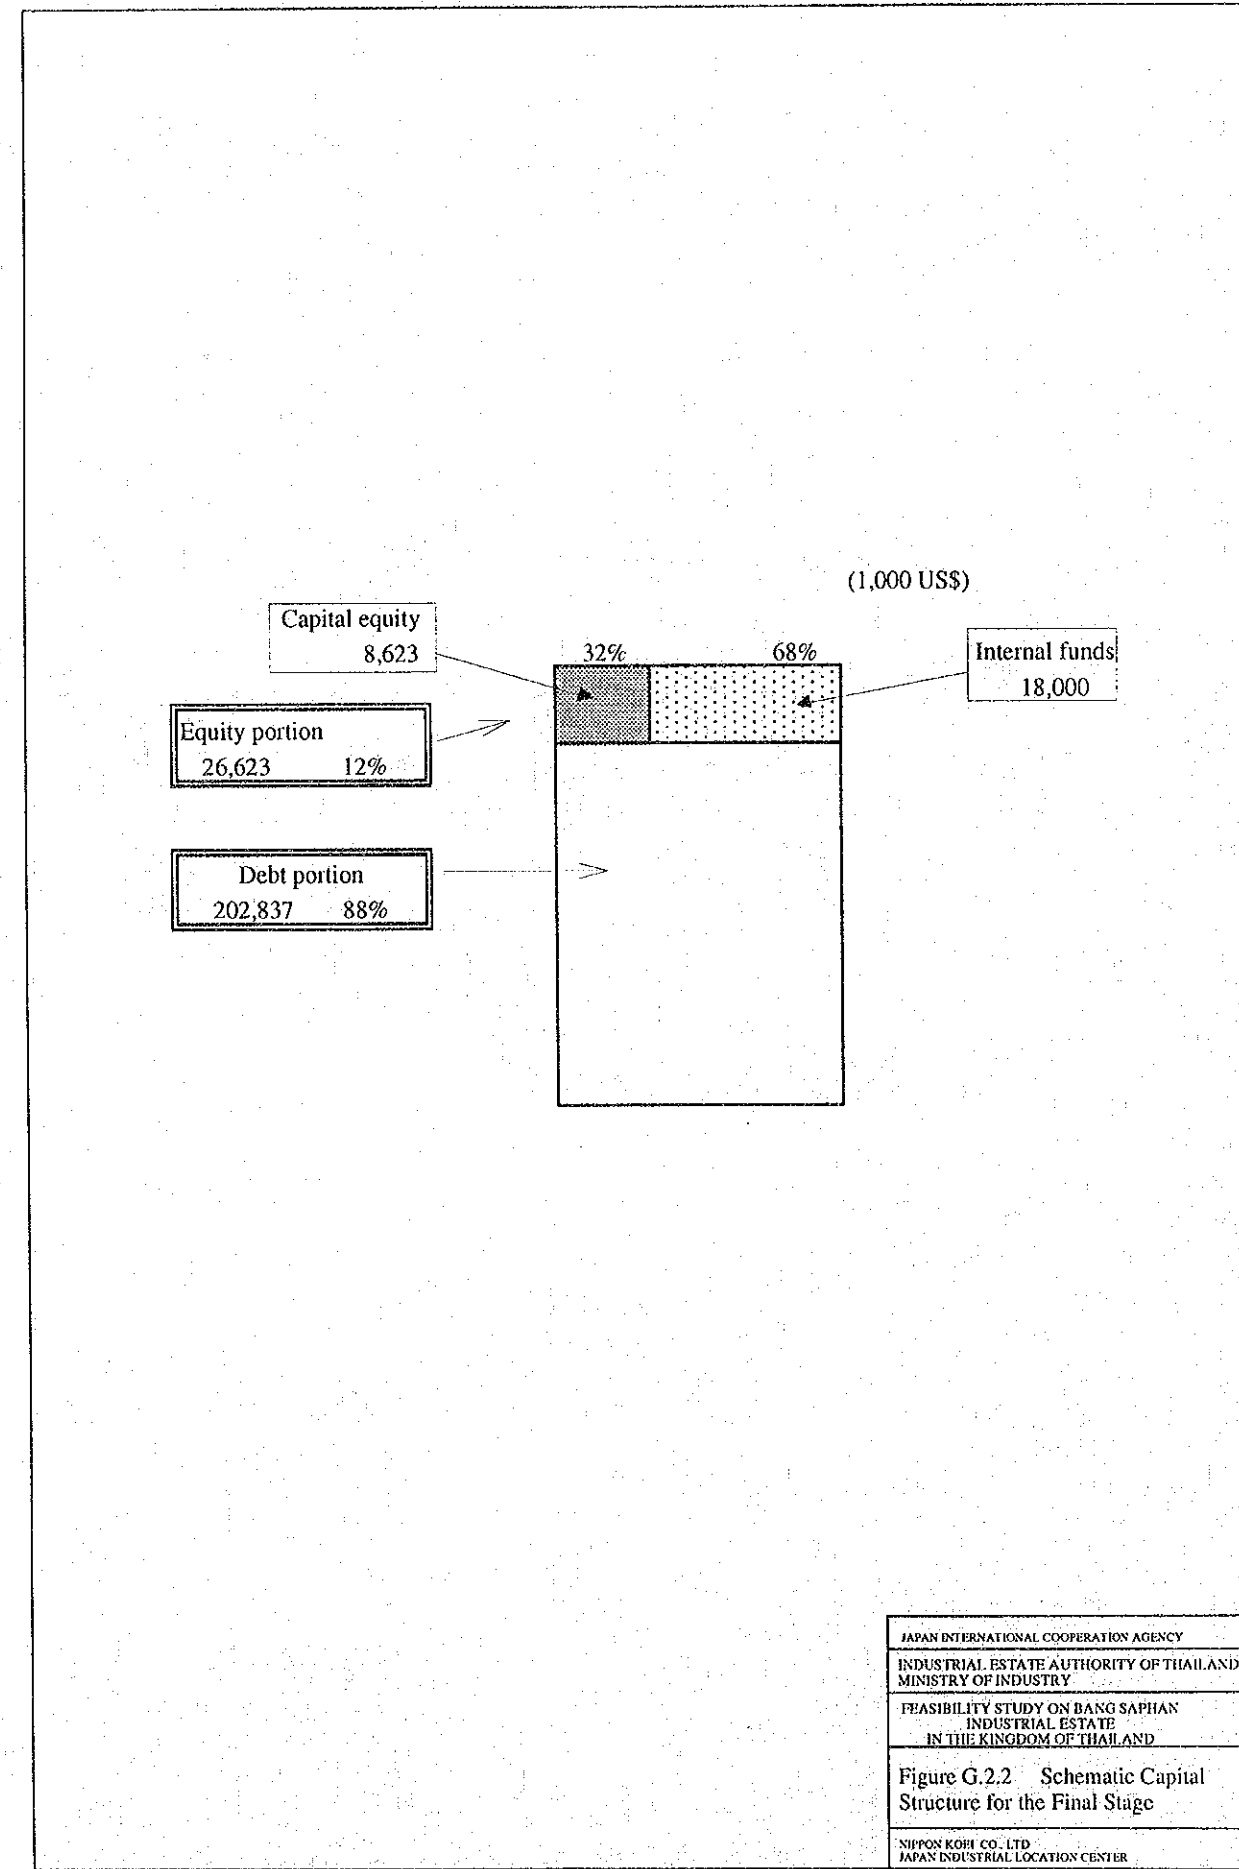 (1,000 US$)
Capital equity
8,623
32%
68%
Internal funds
18,000
Equity portion
26,623 12%
Debt portion
202,837 88%
JAPAN INTERNATIONAL COOPERATION AGENCY
INDUSTRIAL ESTATE AUTHORITY OF THAILAND
MINISTRY OF INDUSTRY
FEASIBILITY STUDY ON BANG SAPHAN
INDUSTRIAL ESTATE
IN THE KINGDOM OF THAILAND
Figure G.2.2 Schematic Capital
Structure for the Final Stage
NIPPON KOEI CO., LTD
JAPAN INDUSTRIAL LOCATION CENTER